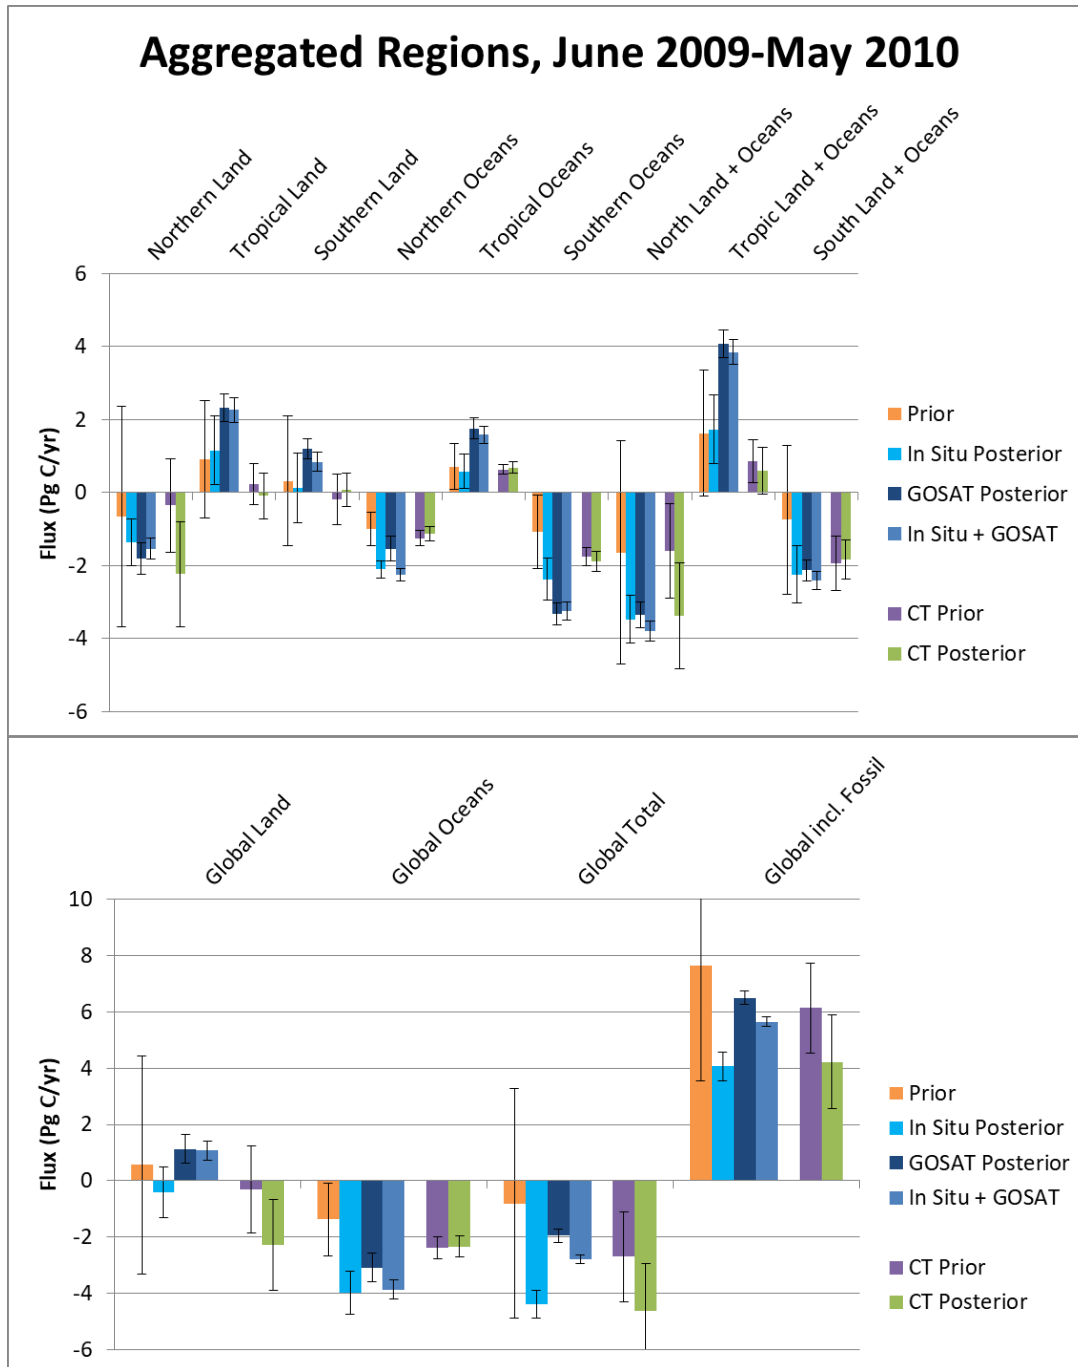 Aggregated Regions, June 2009-May 2010
Northern Land
Tropical Land
Southern Land
Northern Oceans
Tropical Oceans
Southern Oceans
North Land + Oceans
Tropic Land + Oceans
South Land + Oceans
Flux (Pg C/yr)
6
4
2
0
-2
-4
-6
Prior
In Situ Posterior
GOSAT Posterior
In Situ + GOSAT
CT Prior
CT Posterior
Global Land
Global Oceans
Global Total
Global incl. Fossil
Flux (Pg C/yr)
10
8
6
4
2
0
-2
-4
-6
Prior
In Situ Posterior
GOSAT Posterior
In Situ + GOSAT
CT Prior
CT Posterior